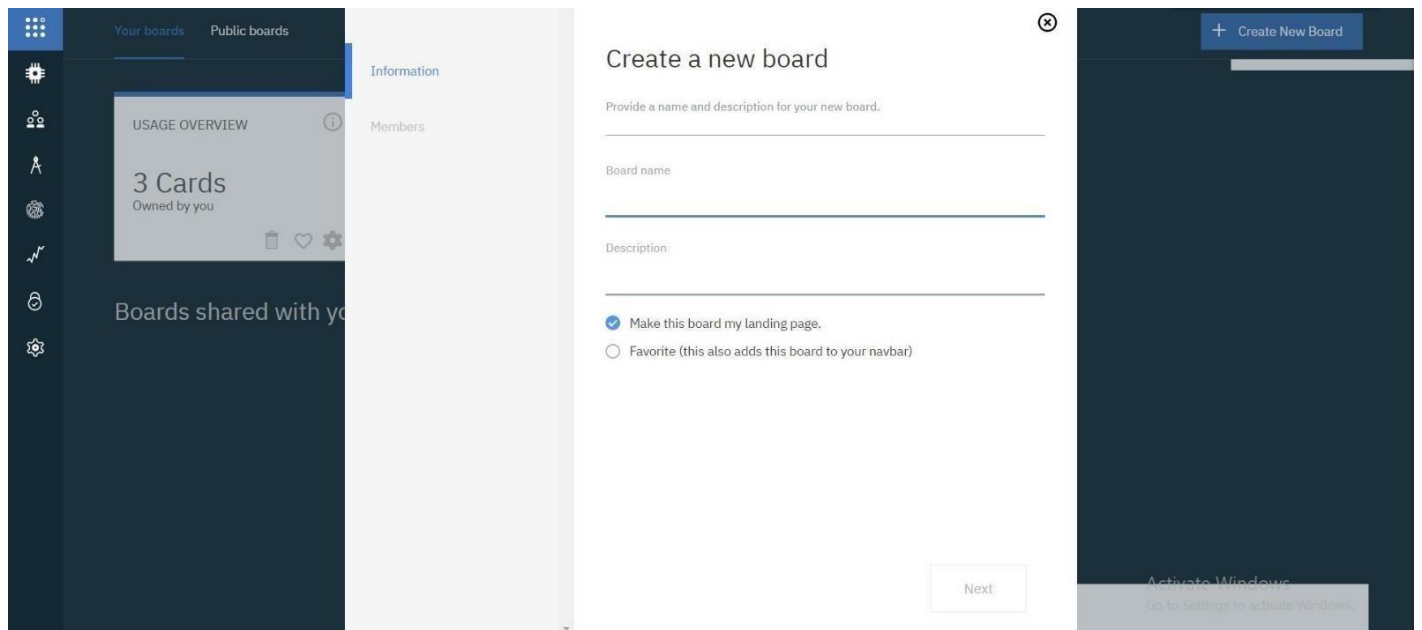 Your boards
Public boards
USAGE OVERVIEW
3 Cards
Owned by you
Boards shared with
Information
Members
Create a new board
Provide a name and description for your new board.
Board name
Description
Make this board my landing page.
Favorite (this also adds this board to your navbar)
Next
+ Create New Board
Activate Windows
Go to Settings to activate Windows.